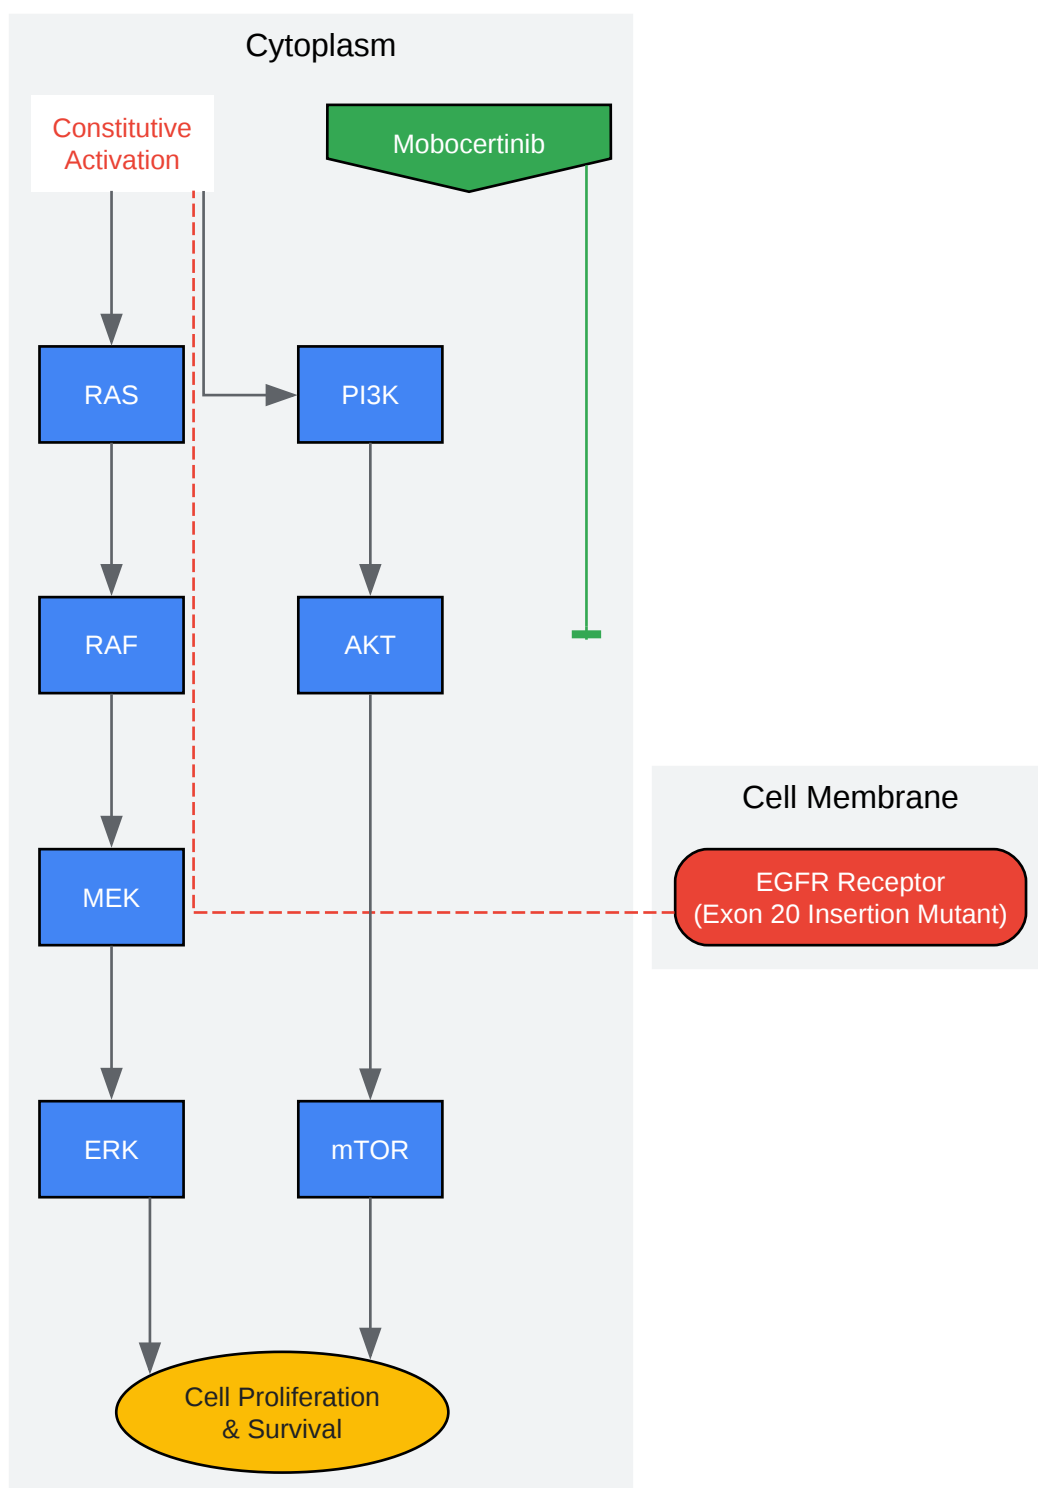 Cytoplasm
Constitutive
Activation
Mobocertinib
RAS
PI3K
RAF
AKT
Cell Membrane
EGFR Receptor
(Exon 20 Insertion Mutant)
MEK
ERK
mTOR
Cell Proliferation
& Survival